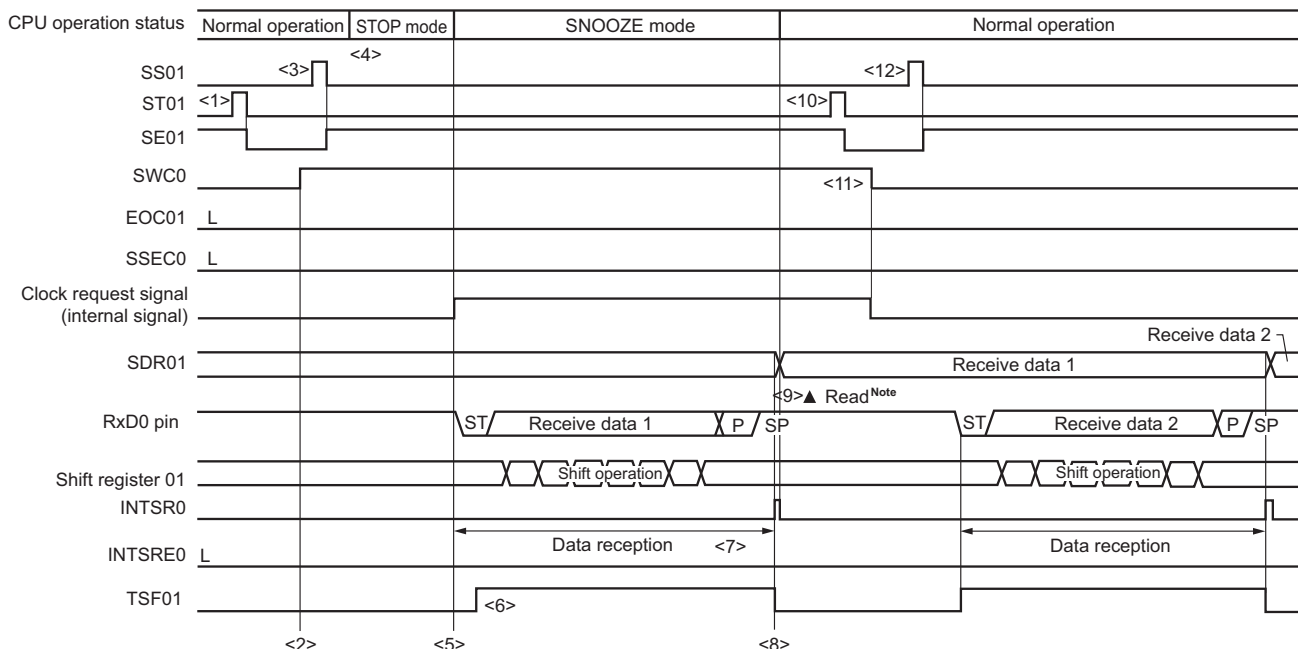 CPU operation status Normal operation STOP mode SNOOZE mode Normal operation
<4>
SS01 <3> <12>
ST01 <1> <10>
SE01
SWC0 <11>
EOC01 L
SSEC0 L
Clock request signal
(internal signal)
Receive data 2
SDR01 Receive data 1
<9>▲ Read Note
RxD0 pin ST Receive data 1 P SP ST Receive data 2 P SP
Shift register 01 Shift operation Shift operation
INTSR0
Data reception <7> Data reception
INTSRE0 L
TSF01 <6>
<2> <5> <8>